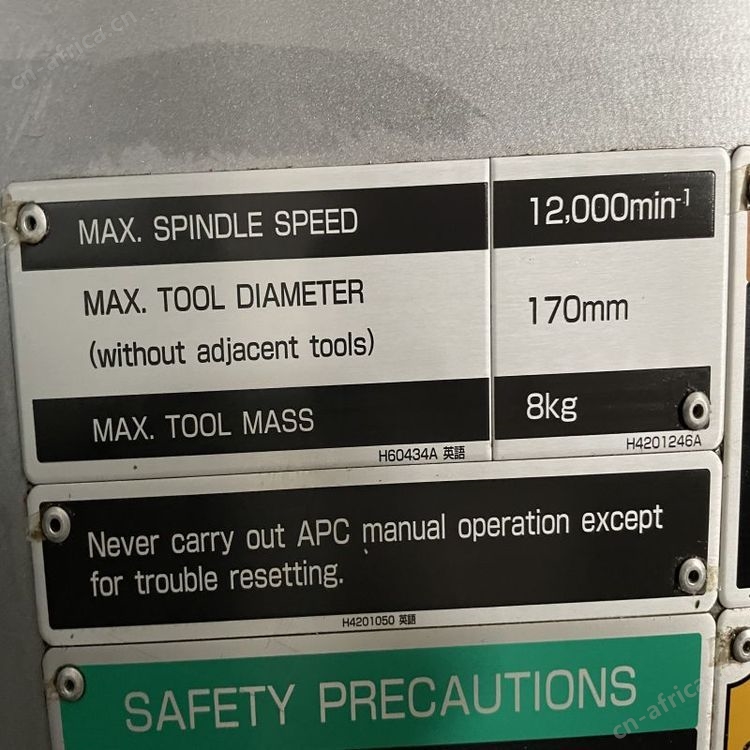 cn-africa.cn
MAX. SPINDLE SPEED 12,000min⁻¹
MAX. TOOL DIAMETER
(without adjacent tools) 170mm
MAX. TOOL MASS 8kg
H60434A 英語 H4201246A
Never carry out APC manual operation except
for trouble resetting.
H4201050 英語
SAFETY PRECAUTIONS
cn-africa.cn